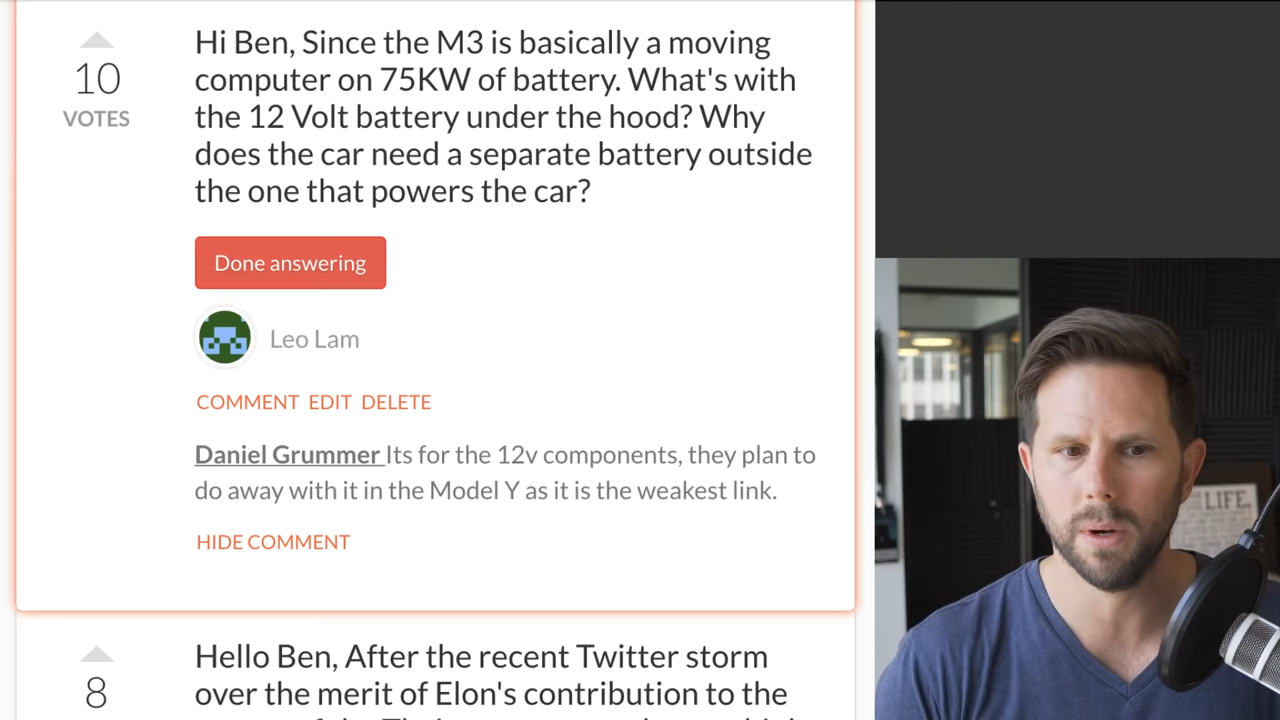 10
VOTES
Hi Ben, Since the M3 is basically a moving
computer on 75KW of battery. What's with
the 12 Volt battery under the hood? Why
does the car need a separate battery outside
the one that powers the car?
Done answering
Leo Lam
COMMENT EDIT DELETE
Daniel Grummer Its for the 12v components, they plan to
do away with it in the Model Y as it is the weakest link.
HIDE COMMENT
8
Hello Ben, After the recent Twitter storm
over the merit of Elon's contribution to the
LIFE.